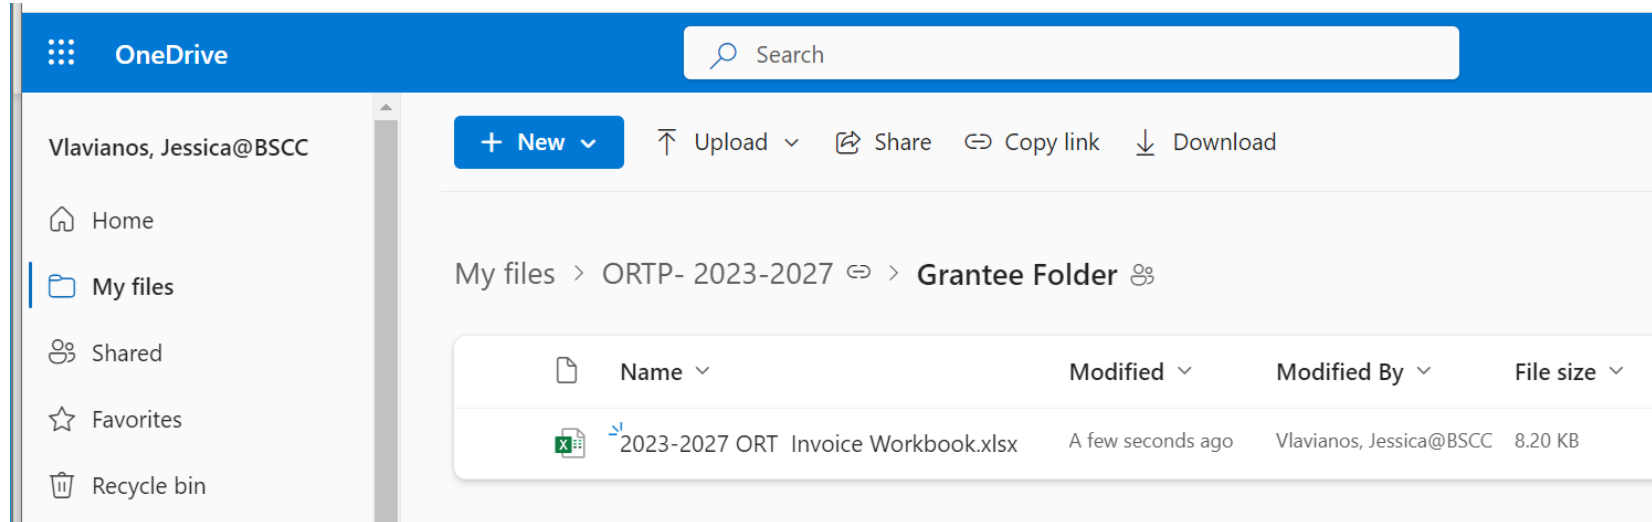 OneDrive
Search
Vlavianos, Jessica@BSCC
Home
My files
Shared
Favorites
Recycle bin
+ New
Upload
Share
Copy link
Download
My files > ORTP- 2023-2027 > Grantee Folder
Name Modified Modified By File size
2023-2027 ORT  Invoice Workbook.xlsx A few seconds ago Vlavianos, Jessica@BSCC 8.20 KB